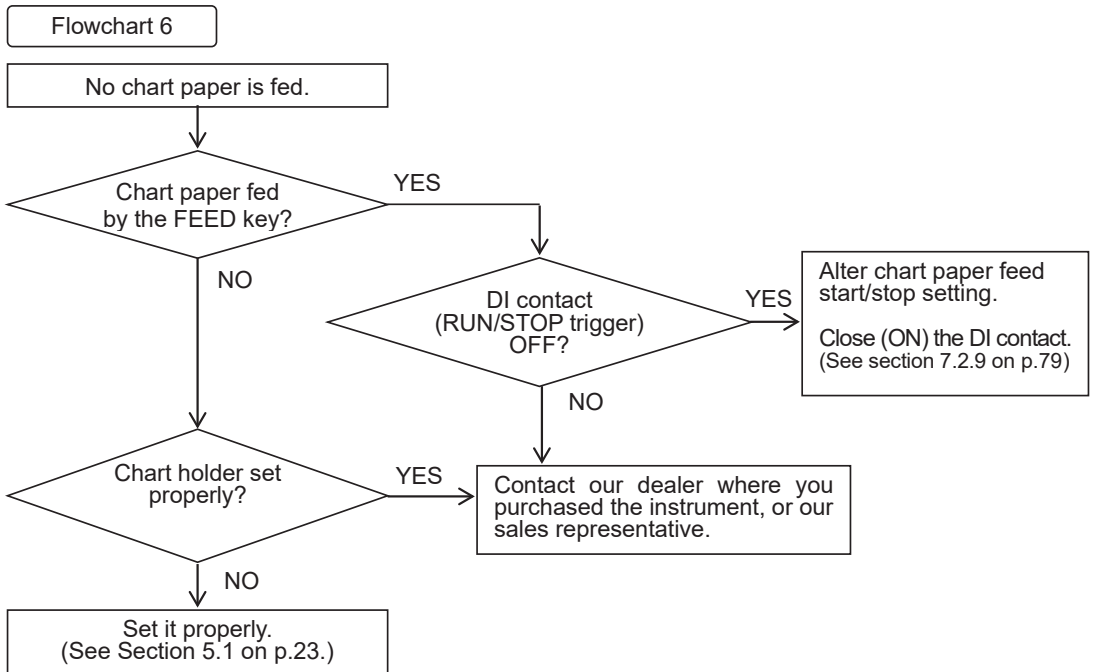 Flowchart 6
No chart paper is fed.
Chart paper fed
by the FEED key?
YES
NO
DI contact
(RUN/STOP trigger)
OFF?
YES
NO
Alter chart paper feed
start/stop setting.
Close (ON) the DI contact.
(See section 7.2.9 on p.79)
Chart holder set
properly?
YES
NO
Contact our dealer where you
purchased the instrument, or our
sales representative.
Set it properly.
(See Section 5.1 on p.23.)